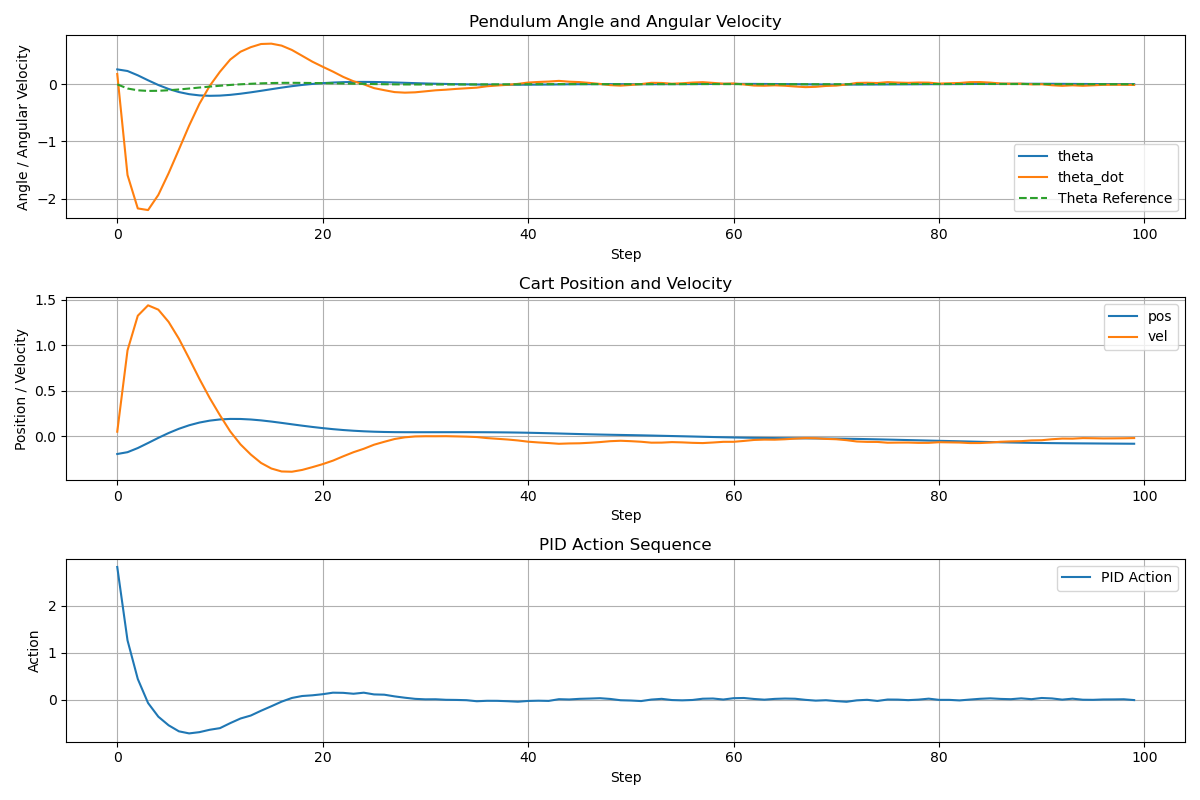 Pendulum Angle and Angular Velocity
Angle / Angular Velocity
0
−1
−2
theta
theta_dot
Theta Reference
0 20 40 60 80 100
Step
Cart Position and Velocity
Position / Velocity
1.5
1.0
0.5
0.0
pos
vel
0 20 40 60 80 100
Step
PID Action Sequence
Action
2
1
0
PID Action
0 20 40 60 80 100
Step